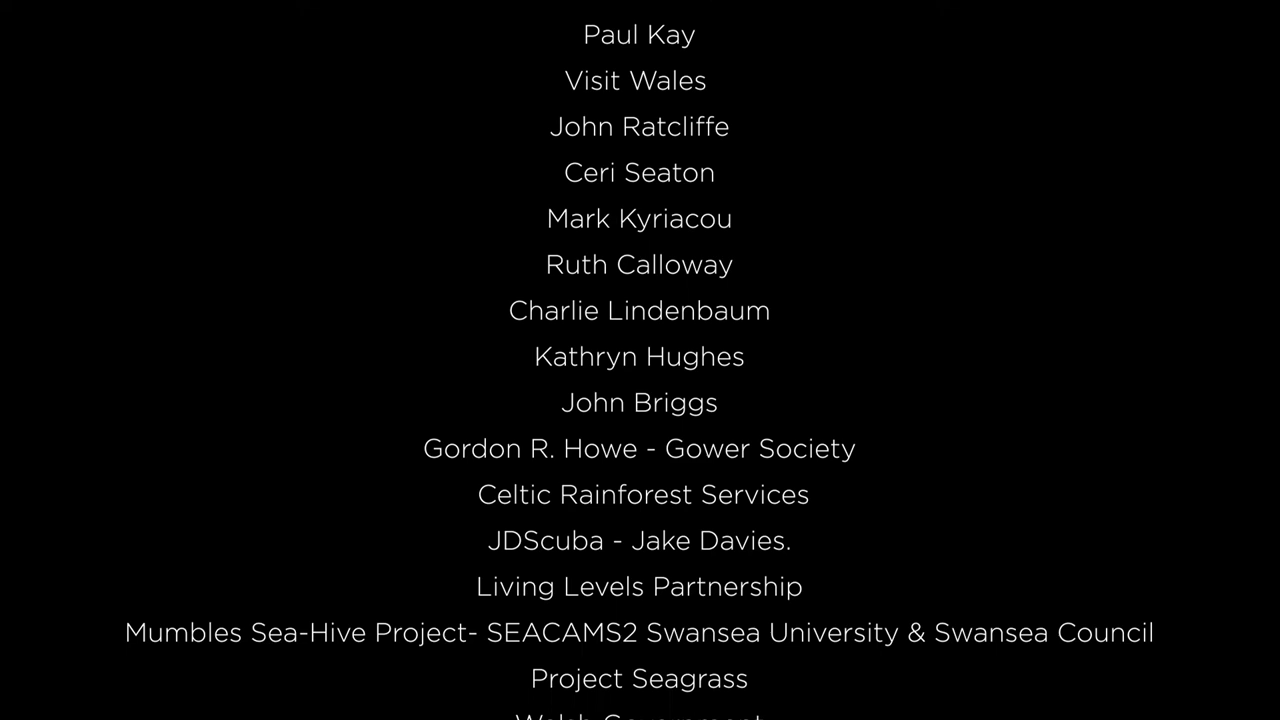 Paul Kay
Visit Wales
John Ratcliffe
Ceri Seaton
Mark Kyriacou
Ruth Calloway
Charlie Lindenbaum
Kathryn Hughes
John Briggs
Gordon R. Howe - Gower Society
Celtic Rainforest Services
JDScuba - Jake Davies.
Living Levels Partnership
Mumbles Sea-Hive Project- SEACAMS2 Swansea University & Swansea Council
Project Seagrass